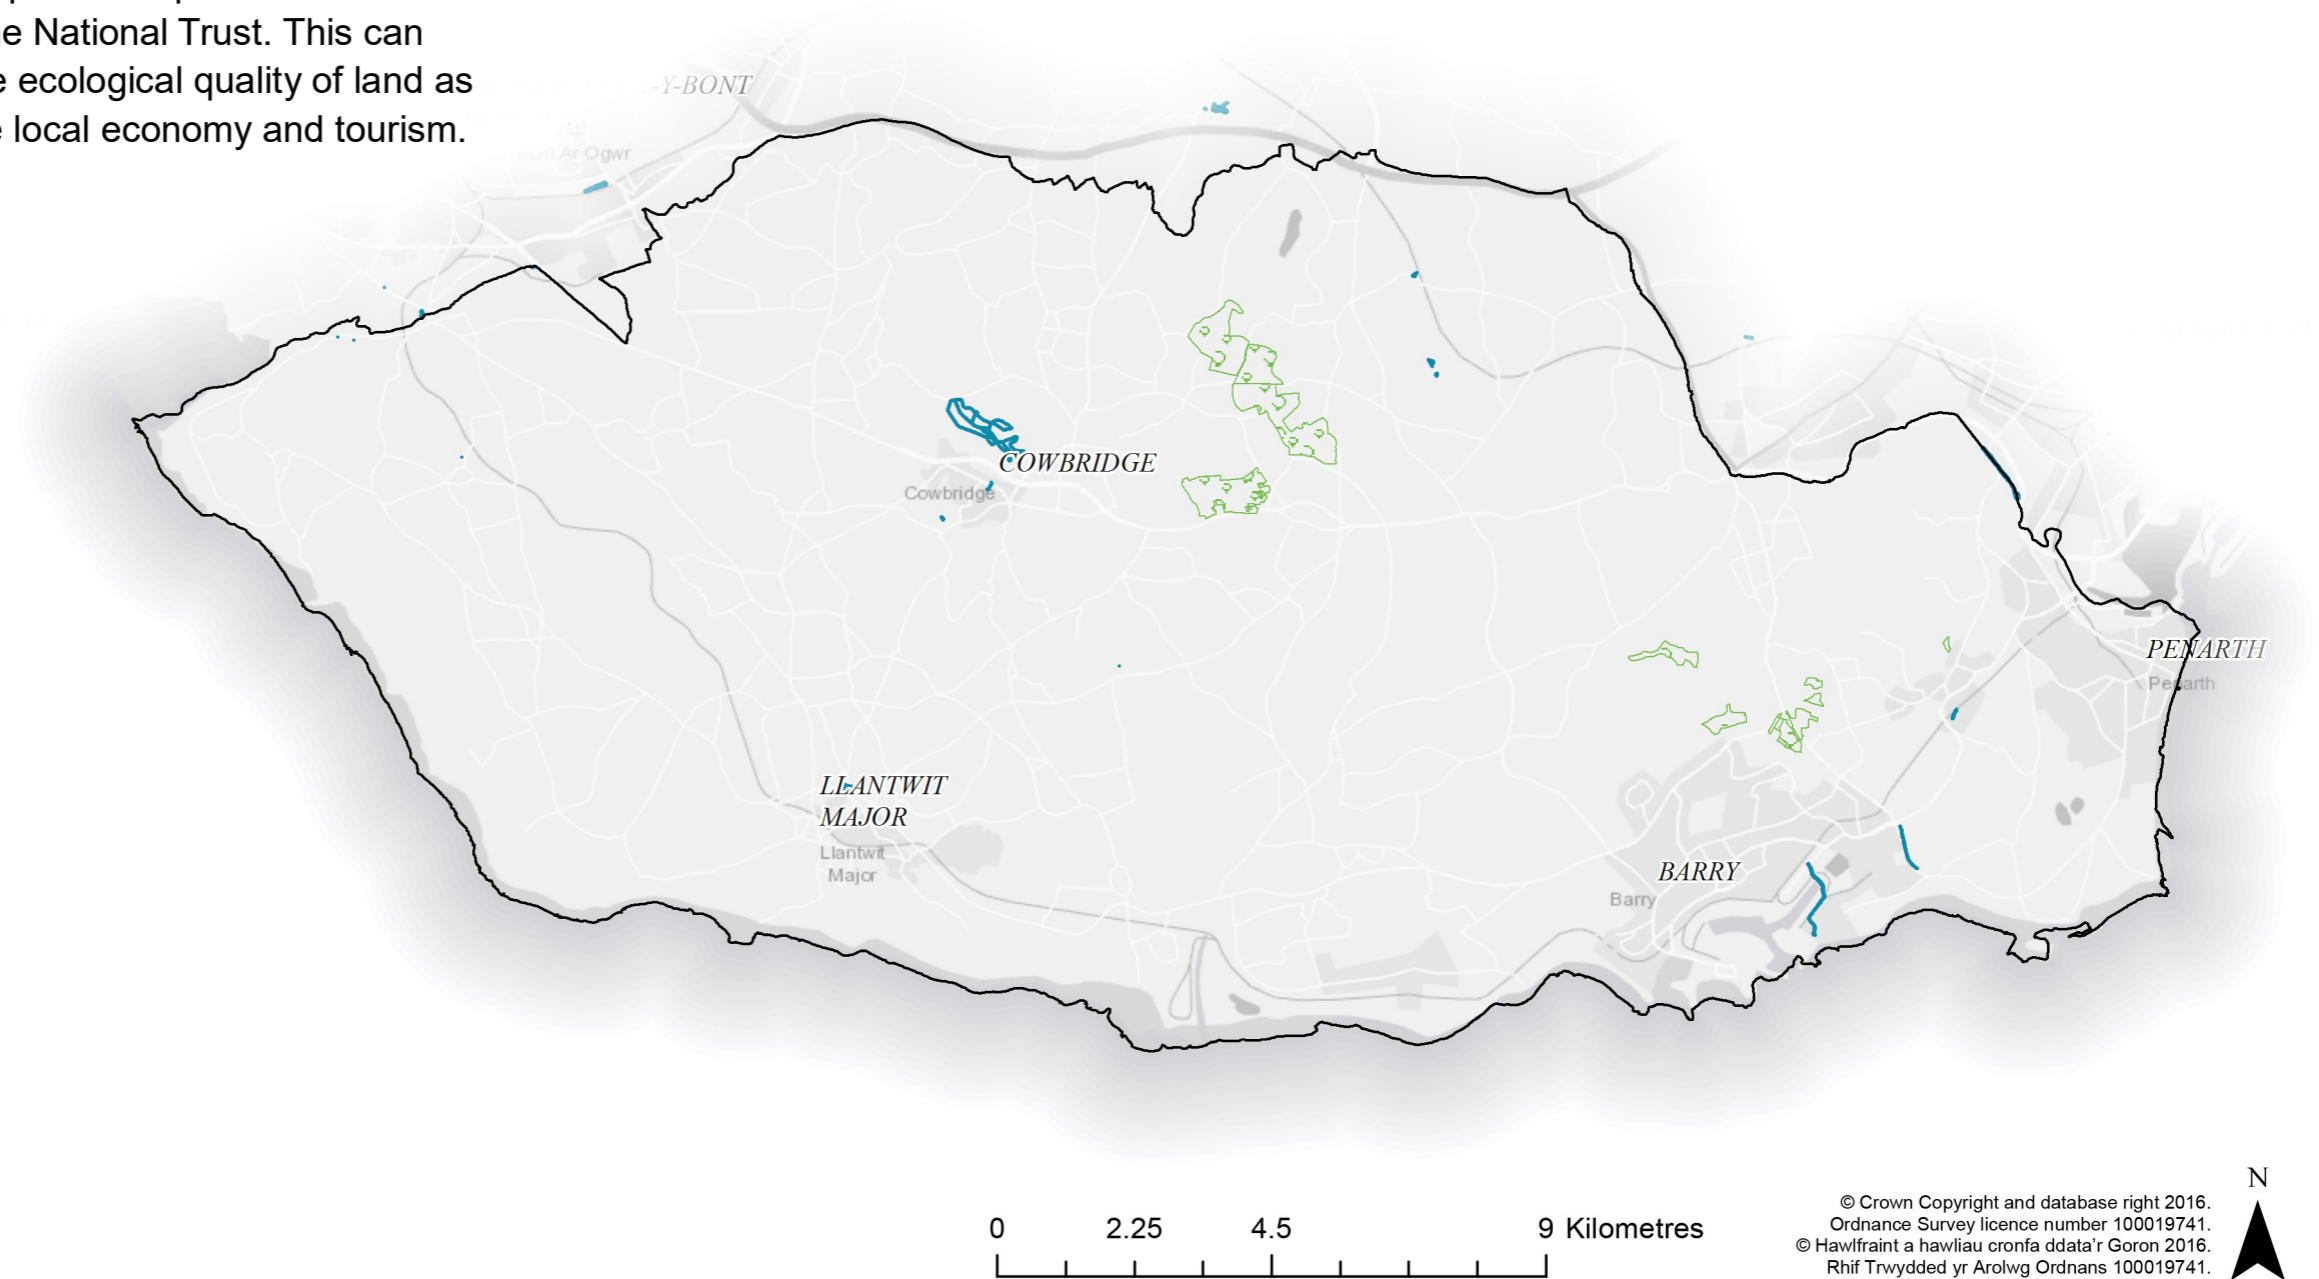 e National Trust. This can
e ecological quality of land as
e local economy and tourism.
-Y-BONT
Ar Ogwr
COWBRIDGE
Cowbridge
PENARTH
Penarth
LLANTWIT
MAJOR
Llantwit
Major
BARRY
Barry
0 2.25 4.5 9 Kilometres
N
© Crown Copyright and database right 2016.
Ordnance Survey licence number 100019741.
© Hawlfraint a hawliau cronfa ddata’r Goron 2016.
Rhif Trwydded yr Arolwg Ordnans 100019741.